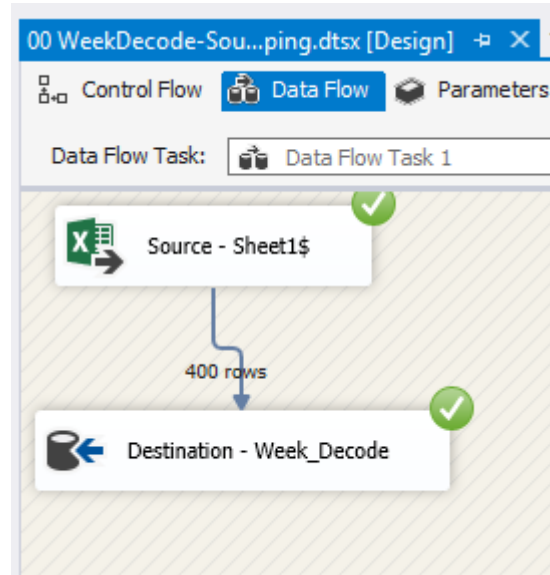 00 WeekDecode-Sou...ping.dtsx [Design]
Control Flow Data Flow Parameters
Data Flow Task: Data Flow Task 1
Source - Sheet1$
400 rows
Destination - Week_Decode